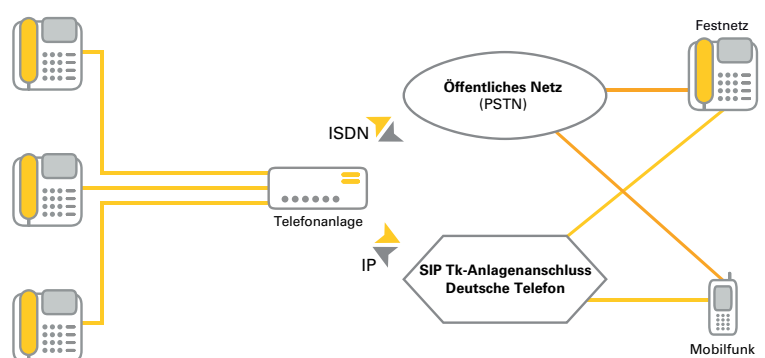 Festnetz
Öffentliches Netz
(PSTN)
ISDN
Telefonanlage
IP
SIP Tk-Anlagenanschluss
Deutsche Telefon
Mobilfunk